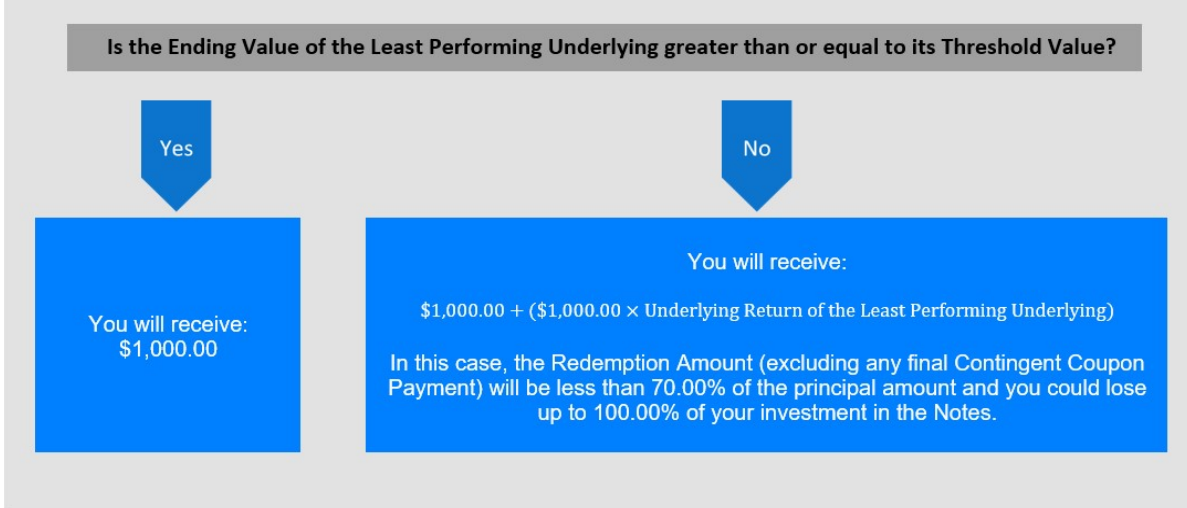 Is the Ending Value of the Least Performing Underlying greater than or equal to its Threshold Value?
Yes
No
You will receive:
$1,000.00
You will receive:
$1,000.00 + ($1,000.00 × Underlying Return of the Least Performing Underlying)
In this case, the Redemption Amount (excluding any final Contingent Coupon
Payment) will be less than 70.00% of the principal amount and you could lose
up to 100.00% of your investment in the Notes.